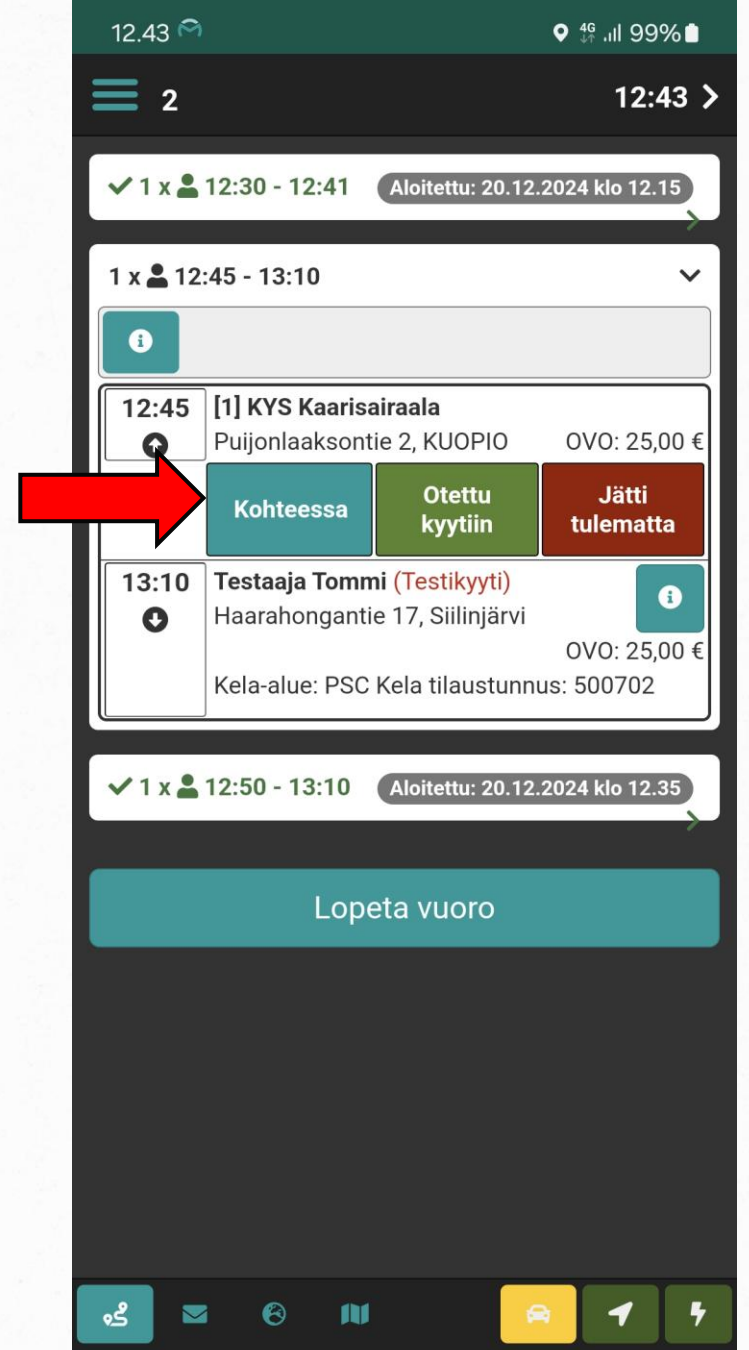 12.43 4G 99%
2 12:43
1 x 12:30 - 12:41 Aloitettu: 20.12.2024 klo 12.15
1 x 12:45 - 13:10
12:45 [1] KYS Kaarisairaala
Puijonlaaksontie 2, KUOPIO OVO: 25,00 €
Kohteessa Otettu kyytiin Jätti tulematta
13:10 Testaaja Tommi (Testikyyti)
Haarahongantie 17, Siilinjärvi
OVO: 25,00 €
Kela-alue: PSC Kela tilaustunnus: 500702
1 x 12:50 - 13:10 Aloitettu: 20.12.2024 klo 12.35
Lopeta vuoro